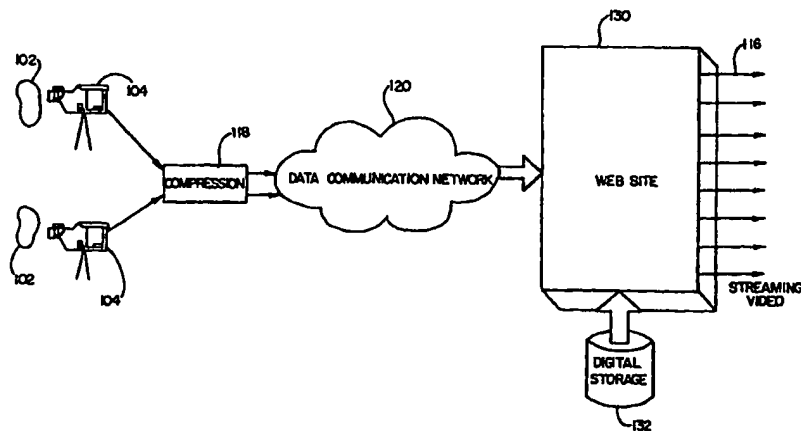 130
116
102
104
120
118
COMPRESSION
DATA COMMUNICATION NETWORK
WEB SITE
102
104
STREAMING
VIDEO
DIGITAL
STORAGE
132